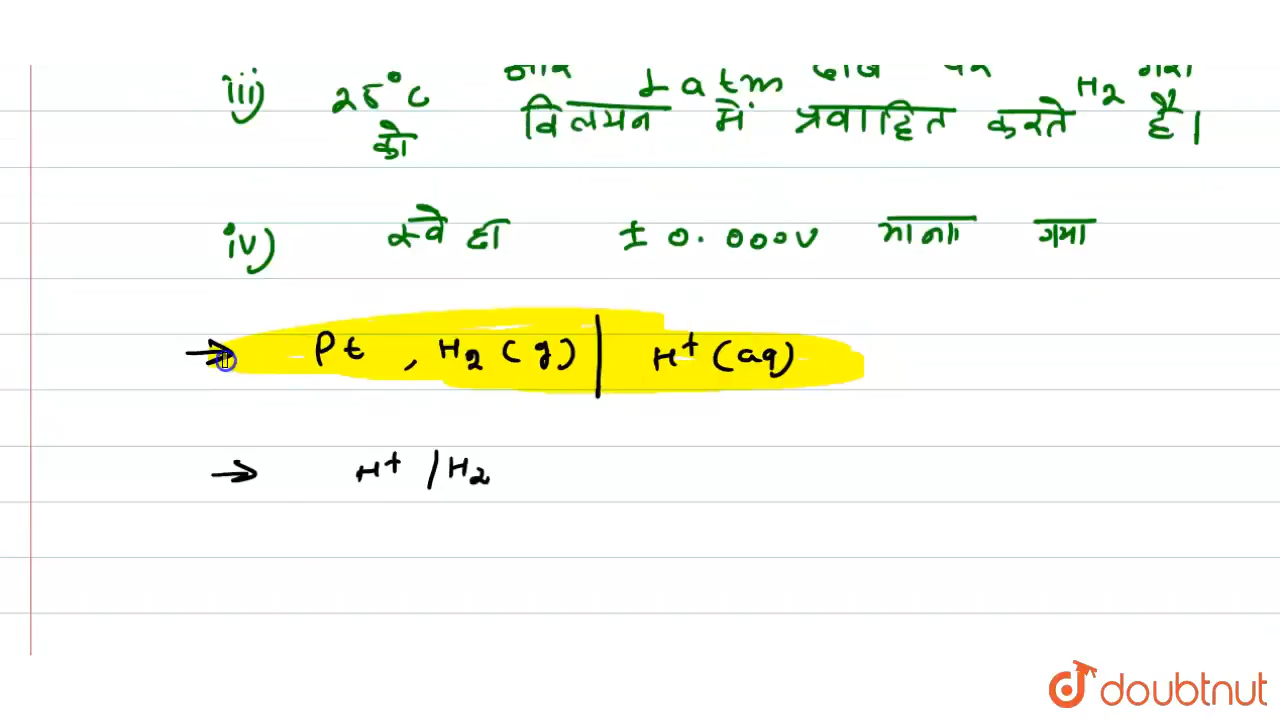 iii) 25°C और 1 atm दाब पर H2 गैस
को विलयन में प्रवाहित करते है।
iv) स्वेच्छा ± 0.000V माना गया
→ Pt , H2 (g) | H+ (aq)
→ H+ / H2
doubtnut